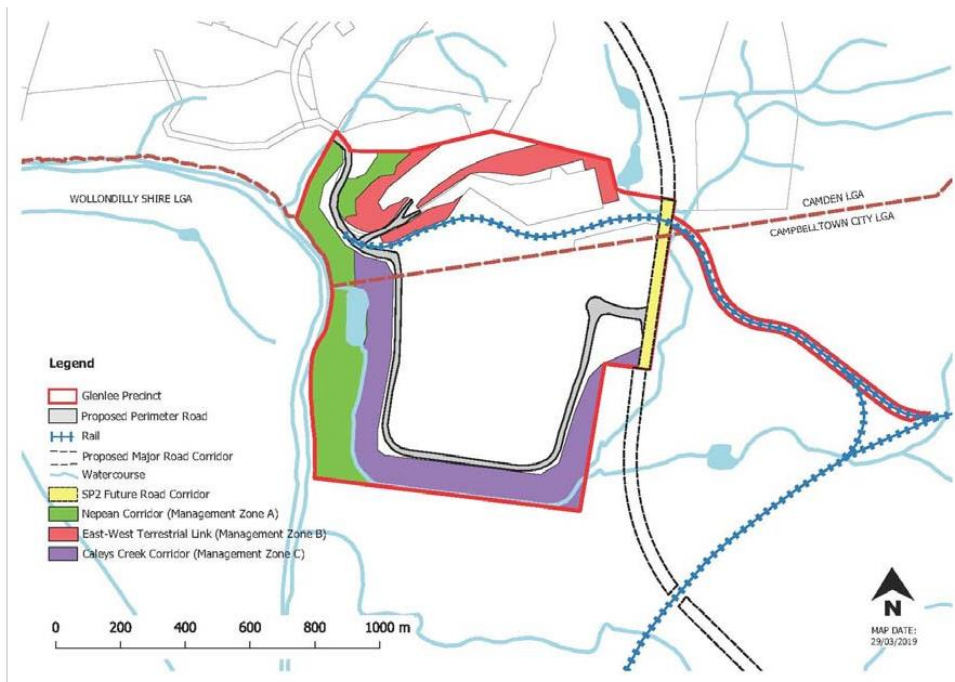 WOLLONDILLY SHIRE LGA
CAMDEN LGA
CAMPBELLTOWN CITY LGA
Legend
Glenlee Precinct
Proposed Perimeter Road
Rail
Proposed Major Road Corridor
Watercourse
SP2 Future Road Corridor
Nepean Corridor (Management Zone A)
East-West Terrestrial Link (Management Zone B)
Caleys Creek Corridor (Management Zone C)
0 200 400 600 800 1000 m
N
MAP DATE:
29/03/2019